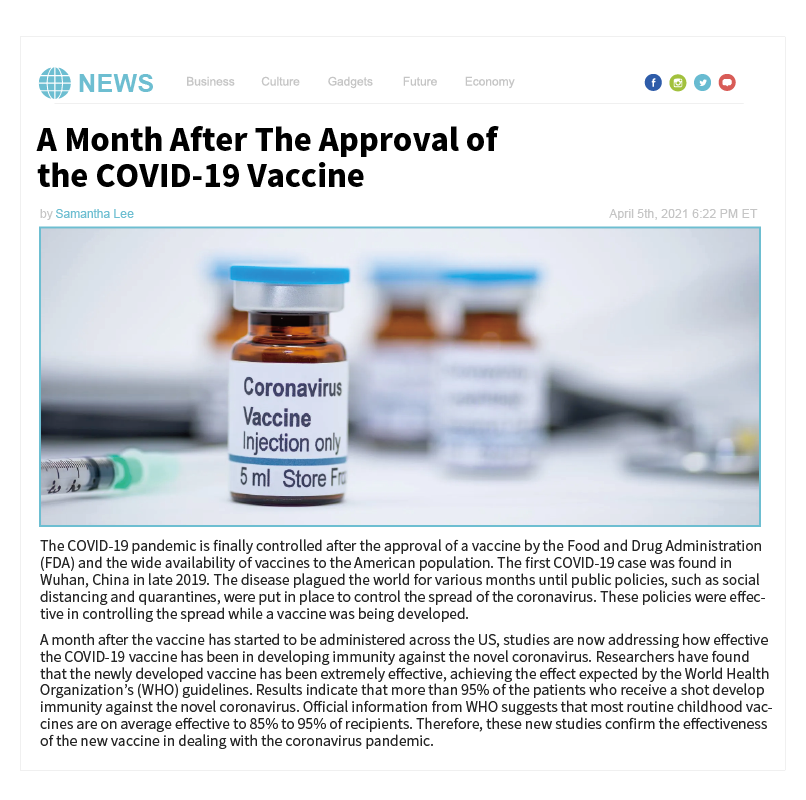 NEWS
Business Culture Gadgets Future Economy
A Month After The Approval of
the COVID-19 Vaccine
by Samantha Lee
April 5th, 2021 6:22 PM ET
Coronavirus
Vaccine
Injection only
5 ml Store
The COVID-19 pandemic is finally controlled after the approval of a vaccine by the Food and Drug Administration
(FDA) and the wide availability of vaccines to the American population. The first COVID-19 case was found in
Wuhan, China in late 2019. The disease plagued the world for various months until public policies, such as social
distancing and quarantines, were put in place to control the spread of the coronavirus. These policies were effec-
tive in controlling the spread while a vaccine was being developed.
A month after the vaccine has started to be administered across the US, studies are now addressing how effective
the COVID-19 vaccine has been in developing immunity against the novel coronavirus. Researchers have found
that the newly developed vaccine has been extremely effective, achieving the effect expected by the World Health
Organization's (WHO) guidelines. Results indicate that more than 95% of the patients who receive a shot develop
immunity against the novel coronavirus. Official information from WHO suggests that most routine childhood vac-
cines are on average effective to 85% to 95% of recipients. Therefore, these new studies confirm the effectiveness
of the new vaccine in dealing with the coronavirus pandemic.